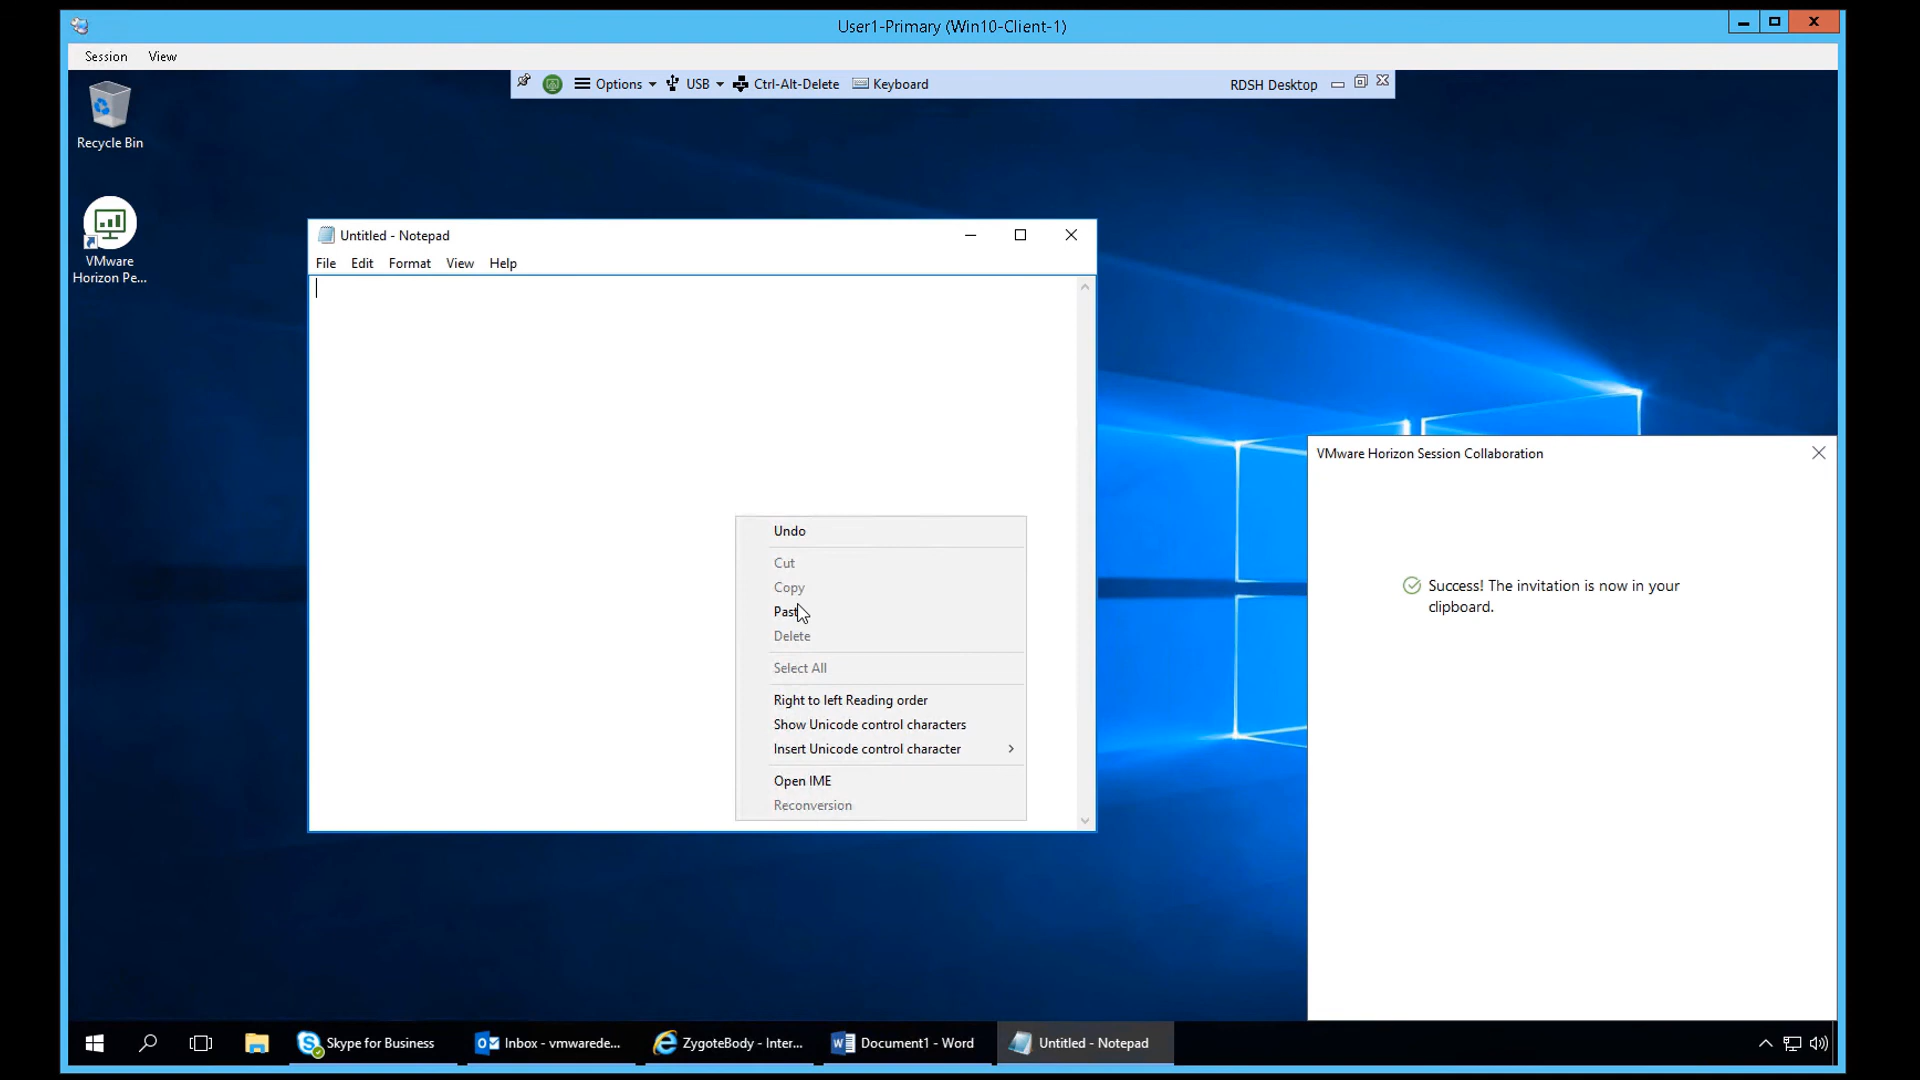 User1-Primary (Win10-Client-1)
Session View
Options USB Ctrl-Alt-Delete Keyboard RDSH Desktop
Recycle Bin
VMware
Horizon Pe...
Untitled - Notepad
File Edit Format View Help
Undo
Cut
Copy
Delete
Select All
Right to left Reading order
Show Unicode control characters
Insert Unicode control character
Open IME
Reconversion
VMware Horizon Session Collaboration
Success! The invitation is now in your
clipboard.
Skype for Business Inbox - vmwarede... ZygoteBody - Inter... Document1 - Word Untitled - Notepad